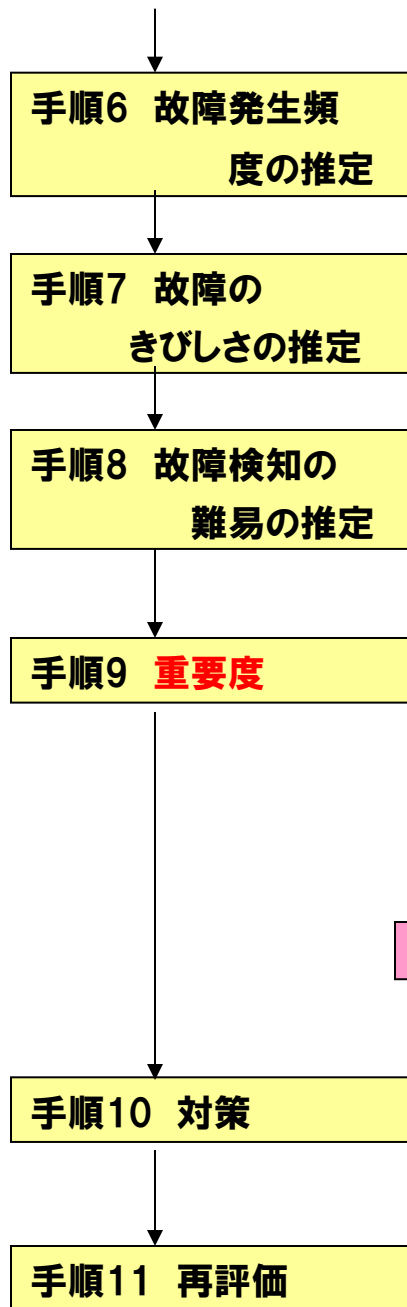 手順6 故障発生頻
度の推定
手順7 故障の
きびしさの推定
手順8 故障検知の
難易の推定
手順9 重要度
手順10 対策
手順11 再評価